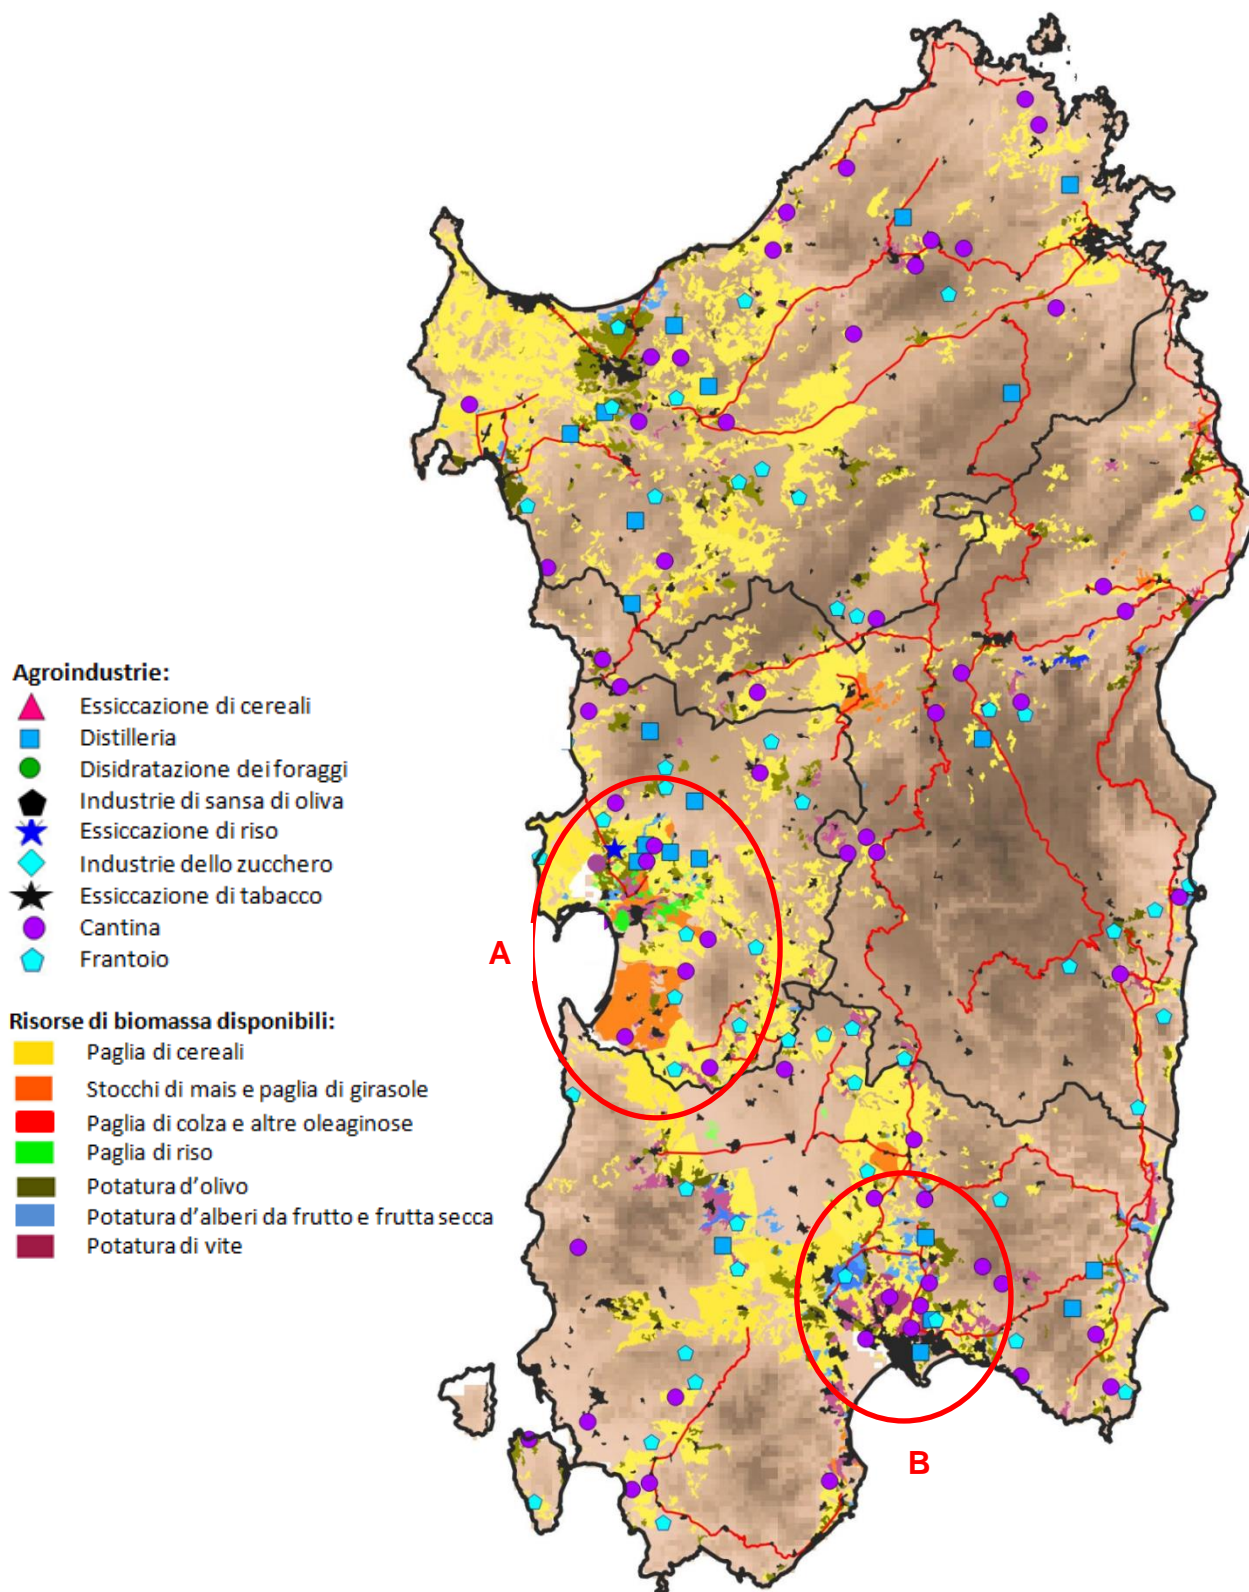 Agroindustrie:
Essiccazione di cereali
Distilleria
Disidratazione dei foraggi
Industrie di sansa di oliva
Essiccazione di riso
Industrie dello zucchero
Essiccazione di tabacco
Cantina
Frantoio
Risorse di biomassa disponibili:
Paglia di cereali
Stocchi di mais e paglia di girasole
Paglia di colza e altre oleaginose
Paglia di riso
Potatura d'olivo
Potatura d'alberi da frutto e frutta secca
Potatura di vite
A
B